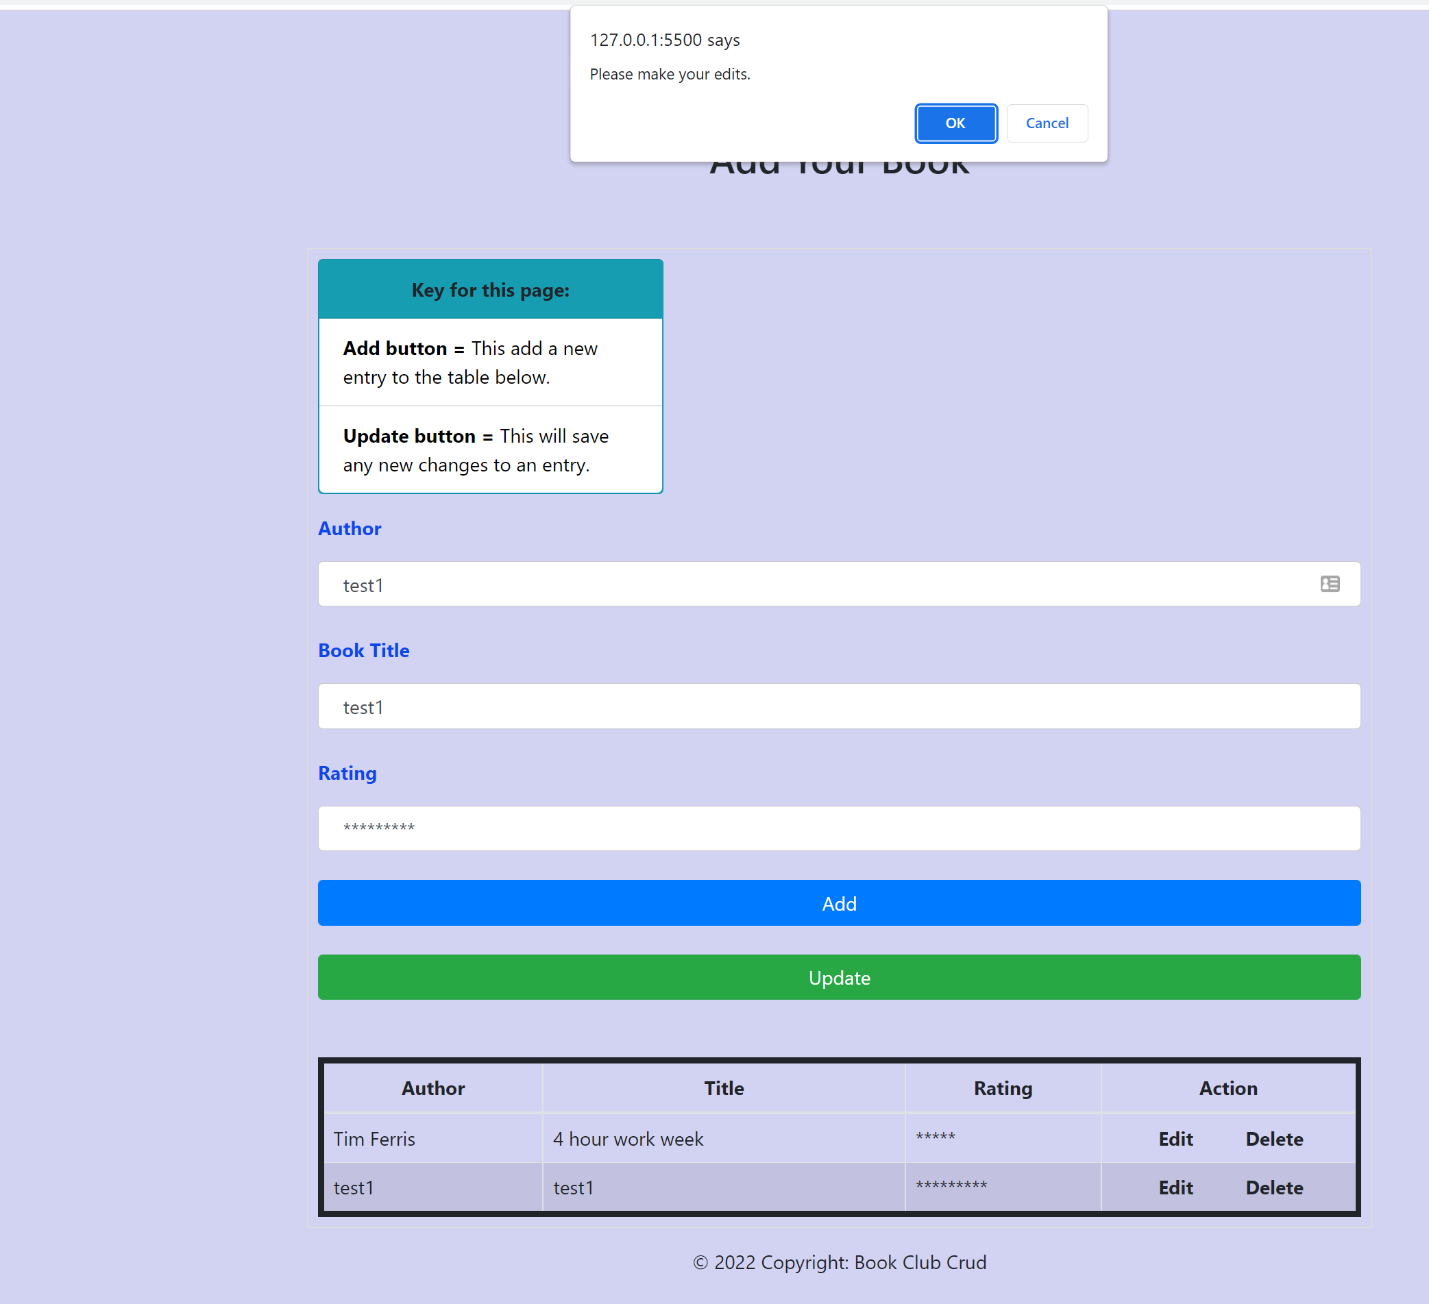 127.0.0.1:5500 says
Please make your edits.
OK Cancel
Add Your Book
Key for this page:
Add button = This add a new
entry to the table below.
Update button = This will save
any new changes to an entry.
Author
test1
Book Title
test1
Rating
*********
Add
Update
Author Title Rating Action
Tim Ferris 4 hour work week ***** Edit Delete
test1 test1 ********* Edit Delete
© 2022 Copyright: Book Club Crud